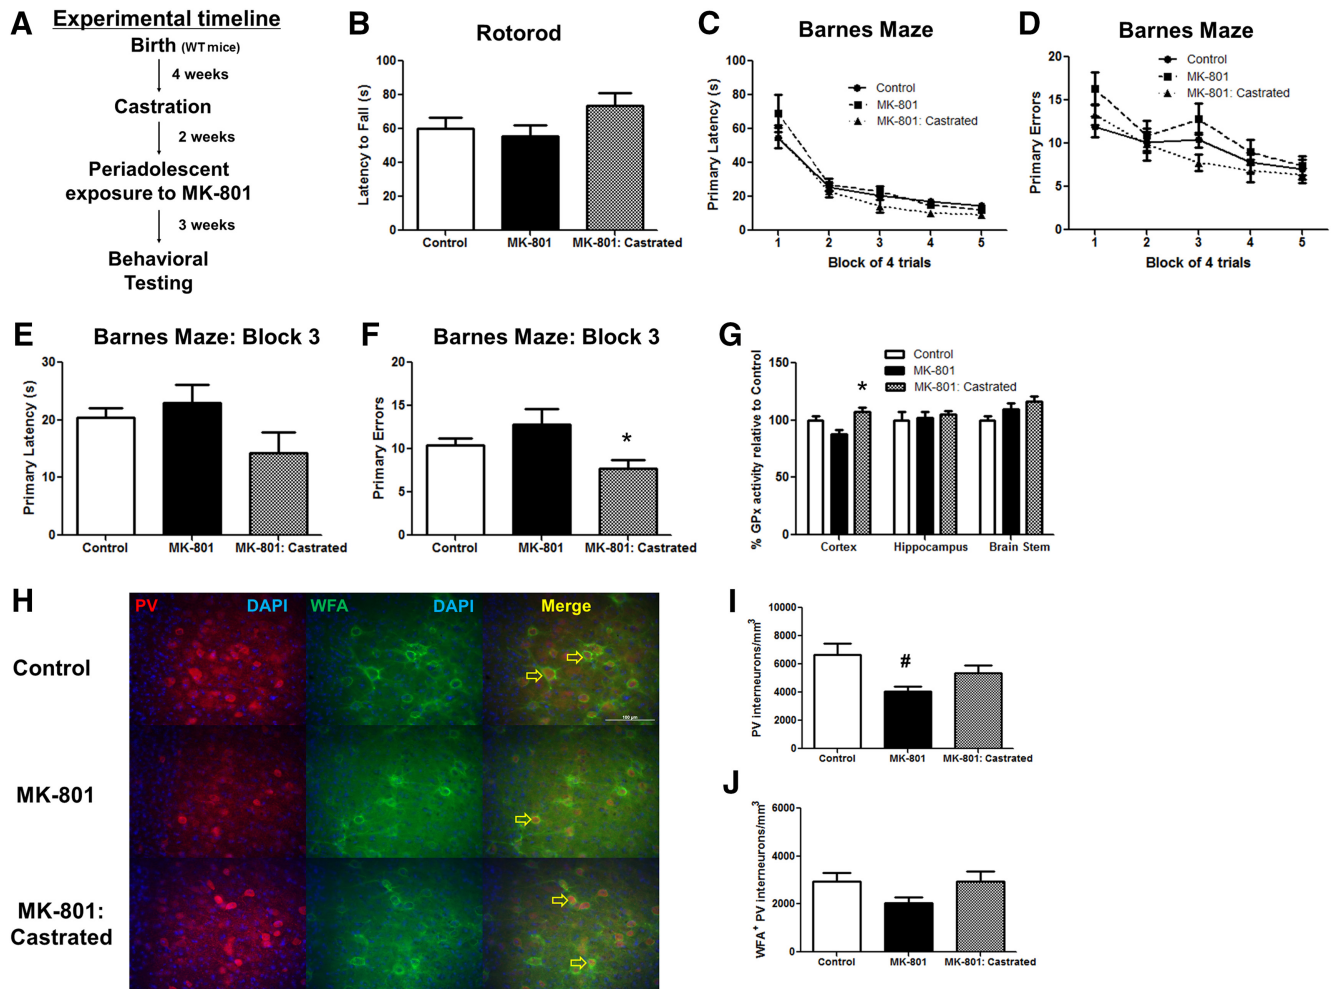 A
Experimental timeline
Birth (WT mice)
4 weeks
Castration
2 weeks
Periadolescent
exposure to MK-801
3 weeks
Behavioral
Testing
B
Rotorod
Latency to Fall (s)
100
80
60
40
20
0
Control
MK-801
MK-801: Castrated
C
Barnes Maze
Primary Latency (s)
100
80
60
40
20
0
Control
MK-801
MK-801: Castrated
1 2 3 4 5
Block of 4 trials
D
Barnes Maze
Primary Errors
20
15
10
5
0
Control
MK-801
MK-801: Castrated
1 2 3 4 5
Block of 4 trials
E
Barnes Maze: Block 3
Primary Latency (s)
30
20
10
0
Control
MK-801
MK-801: Castrated
F
Barnes Maze: Block 3
Primary Errors
20
15
10
5
0
*
Control
MK-801
MK-801: Castrated
G
% GPx activity relative to Control
150
100
50
0
Control
MK-801
MK-801: Castrated
*
Cortex
Hippocampus
Brain Stem
H
PV DAPI
WFA DAPI
Merge
Control
100 µm
MK-801
MK-801:
Castrated
I
PV interneurons/mm³
10000
8000
6000
4000
2000
0
#
Control
MK-801
MK-801: Castrated
J
WFA⁺ PV interneurons/mm³
6000
4000
2000
0
Control
MK-801
MK-801: Castrated